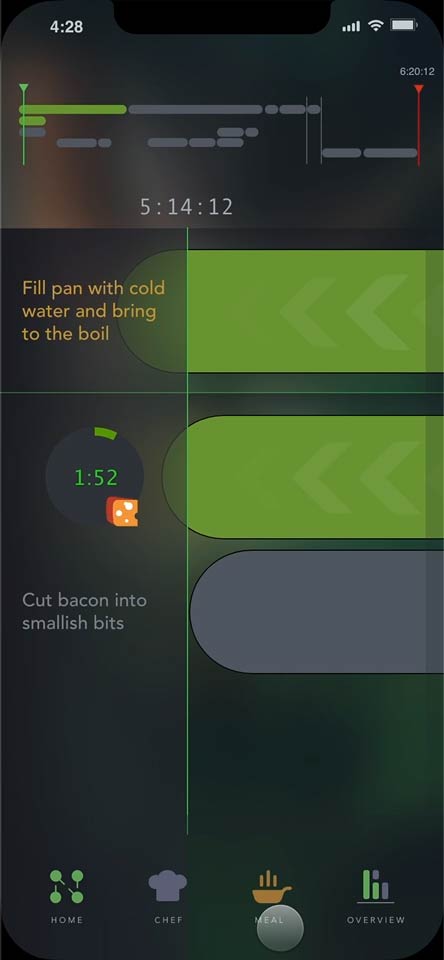 4:28
6:20:12
5:14:12
Fill pan with cold
water and bring
to the boil
1:52
Cut bacon into
smallish bits
HOME
CHEF
MEAL
OVERVIEW